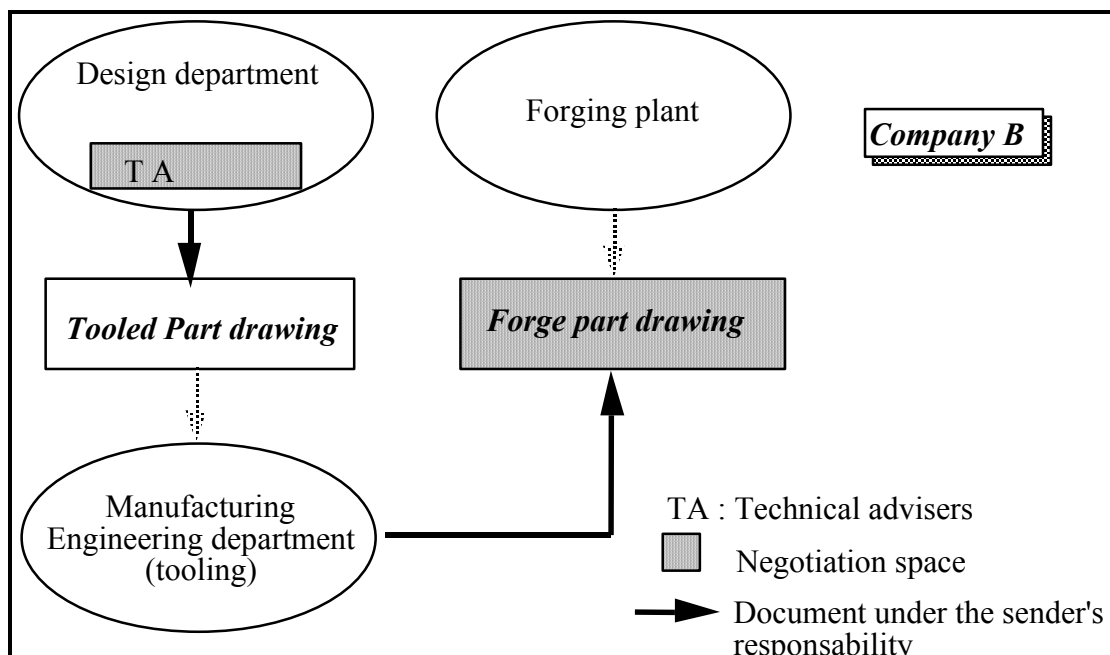 Design department
T A
Forging plant
Company B
Tooled Part drawing
Forge part drawing
Manufacturing
Engineering department
(tooling)
TA : Technical advisers
Negotiation space
Document under the sender's
responsability